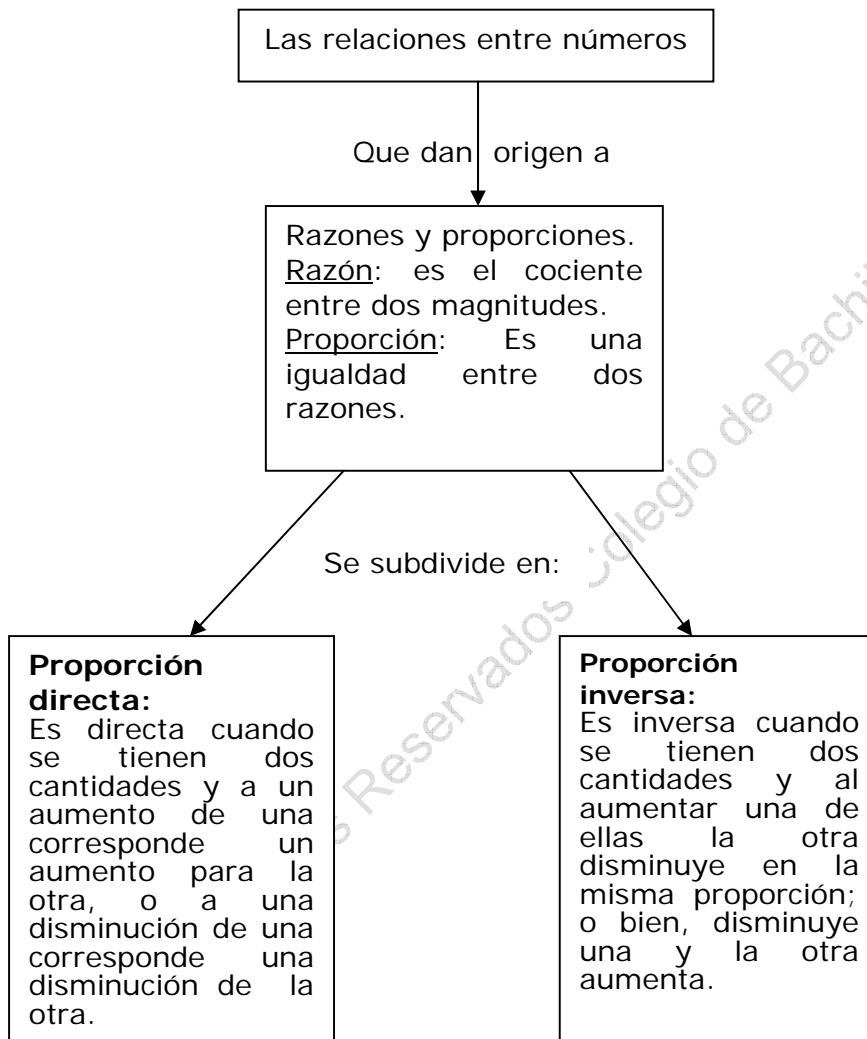 Las relaciones entre números
Que dan origen a
Razones y proporciones.
Razón: es el cociente
entre dos magnitudes.
Proporción: Es una
igualdad entre dos
razones.
Se subdivide en:
Proporción
directa:
Es directa cuando
se tienen dos
cantidades y a un
aumento de una
corresponde un
aumento para la
otra, o a una
disminución de una
corresponde una
disminución de la
otra.
Proporción
inversa:
Es inversa cuando
se tienen dos
cantidades y al
aumentar una de
ellas la otra
disminuye en la
misma proporción;
o bien, disminuye
una y la otra
aumenta.
Reservados Colegio de